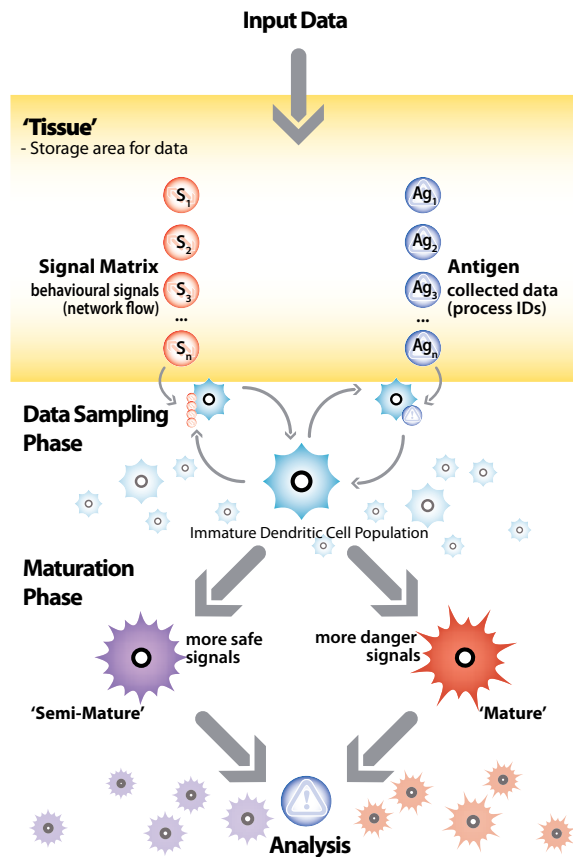 Input Data
'Tissue'
- Storage area for data
S1
S2
S3
...
Sn
Signal Matrix
behavioural signals
(network flow)
Ag1
Ag2
Ag3
...
Agn
Antigen
collected data
(process IDs)
Data Sampling
Phase
Immature Dendritic Cell Population
Maturation
Phase
more safe
signals
more danger
signals
'Semi-Mature'
'Mature'
Analysis